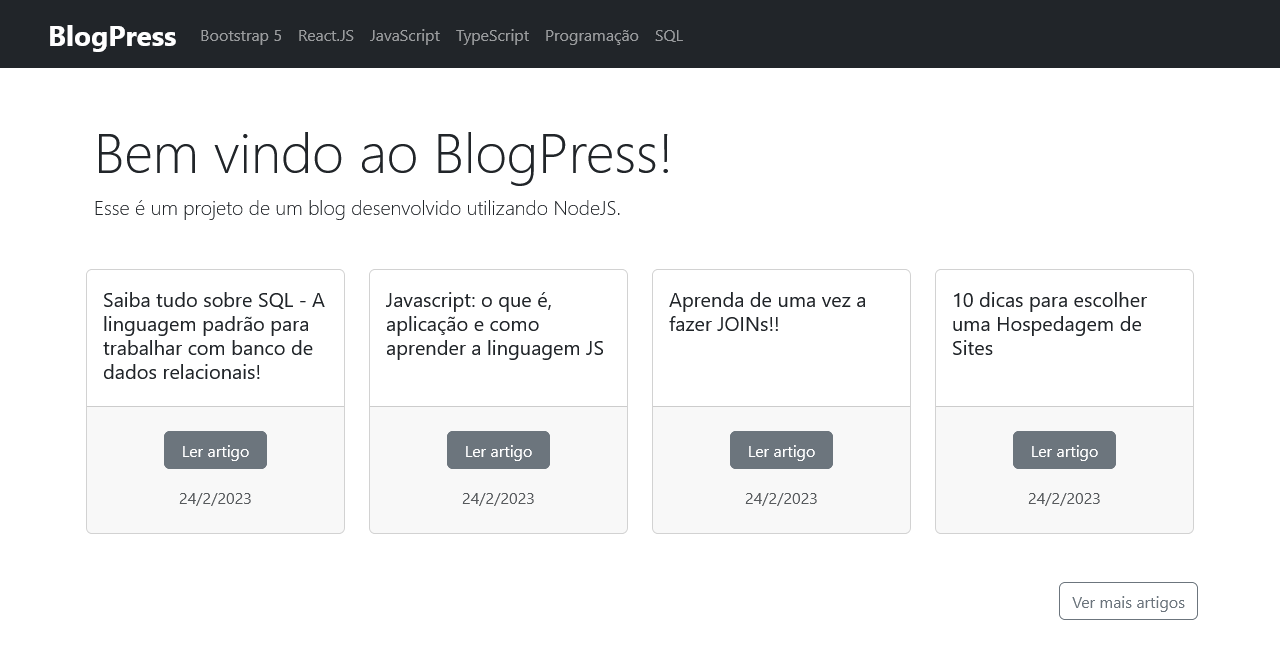 BlogPress Bootstrap 5 React.JS JavaScript TypeScript Programação SQL
Bem vindo ao BlogPress!
Esse é um projeto de um blog desenvolvido utilizando NodeJS.
Saiba tudo sobre SQL - A
linguagem padrão para
trabalhar com banco de
dados relacionais!
Ler artigo
24/2/2023
Javascript: o que é,
aplicação e como
aprender a linguagem JS
Ler artigo
24/2/2023
Aprenda de uma vez a
fazer JOINs!!
Ler artigo
24/2/2023
10 dicas para escolher
uma Hospedagem de
Sites
Ler artigo
24/2/2023
Ver mais artigos